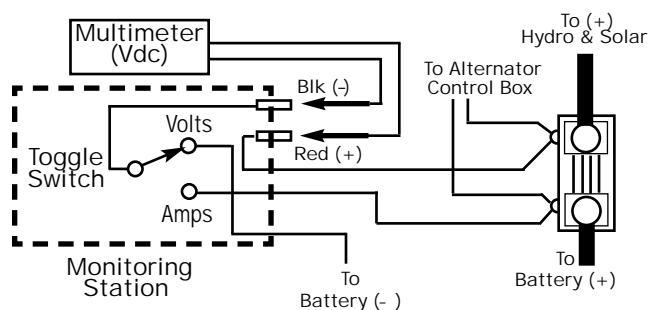 Multimeter
(Vdc)
To (+)
Hydro & Solar
To Alternator
Control Box
Blk (-)
Volts
Toggle
Switch
Red (+)
Amps
Monitoring
Station
To
Battery (- )
To
Battery (+)